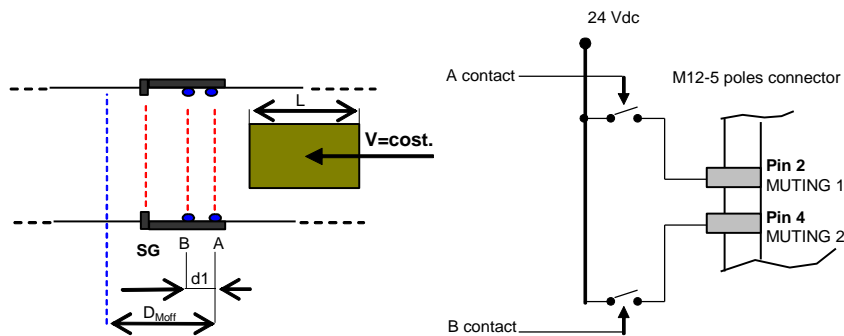 24 Vdc
A contact
M12-5 poles connector
L
V=cost.
Pin 2
MUTING 1
Pin 4
MUTING 2
SG
B
A
d1
DMoff
B contact